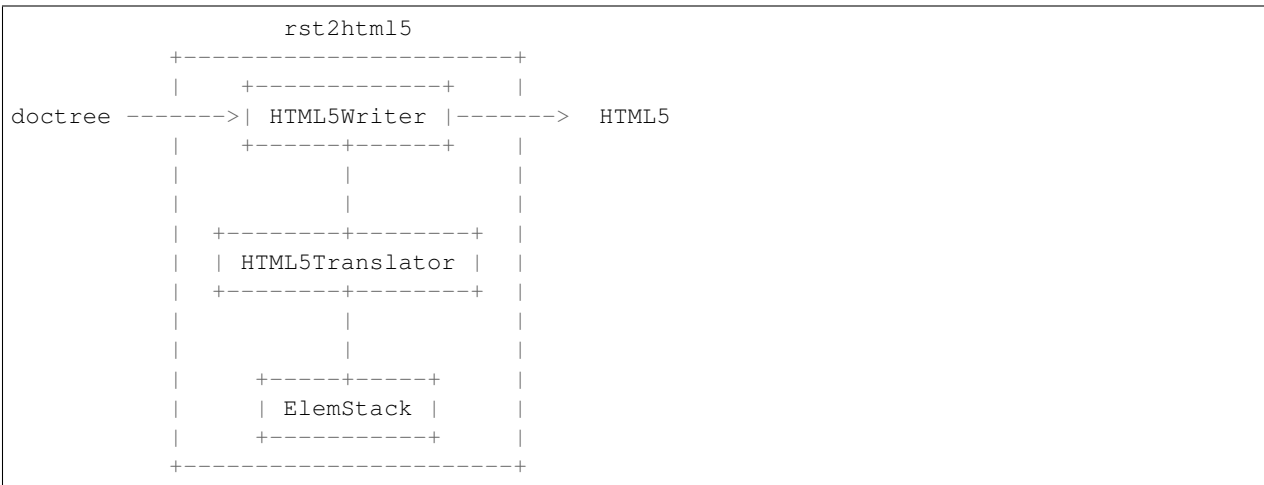 rst2html5
+-----------------------+
|    +-------------+    |
doctree ------->| HTML5Writer |-------> HTML5
|    +------+------+    |
|           |           |
|           |           |
|  +--------+--------+  |
|  | HTML5Translator |  |
|  +--------+--------+  |
|           |           |
|           |           |
|     +-----+-----+     |
|     | ElemStack |     |
|     +-----------+     |
+-----------------------+